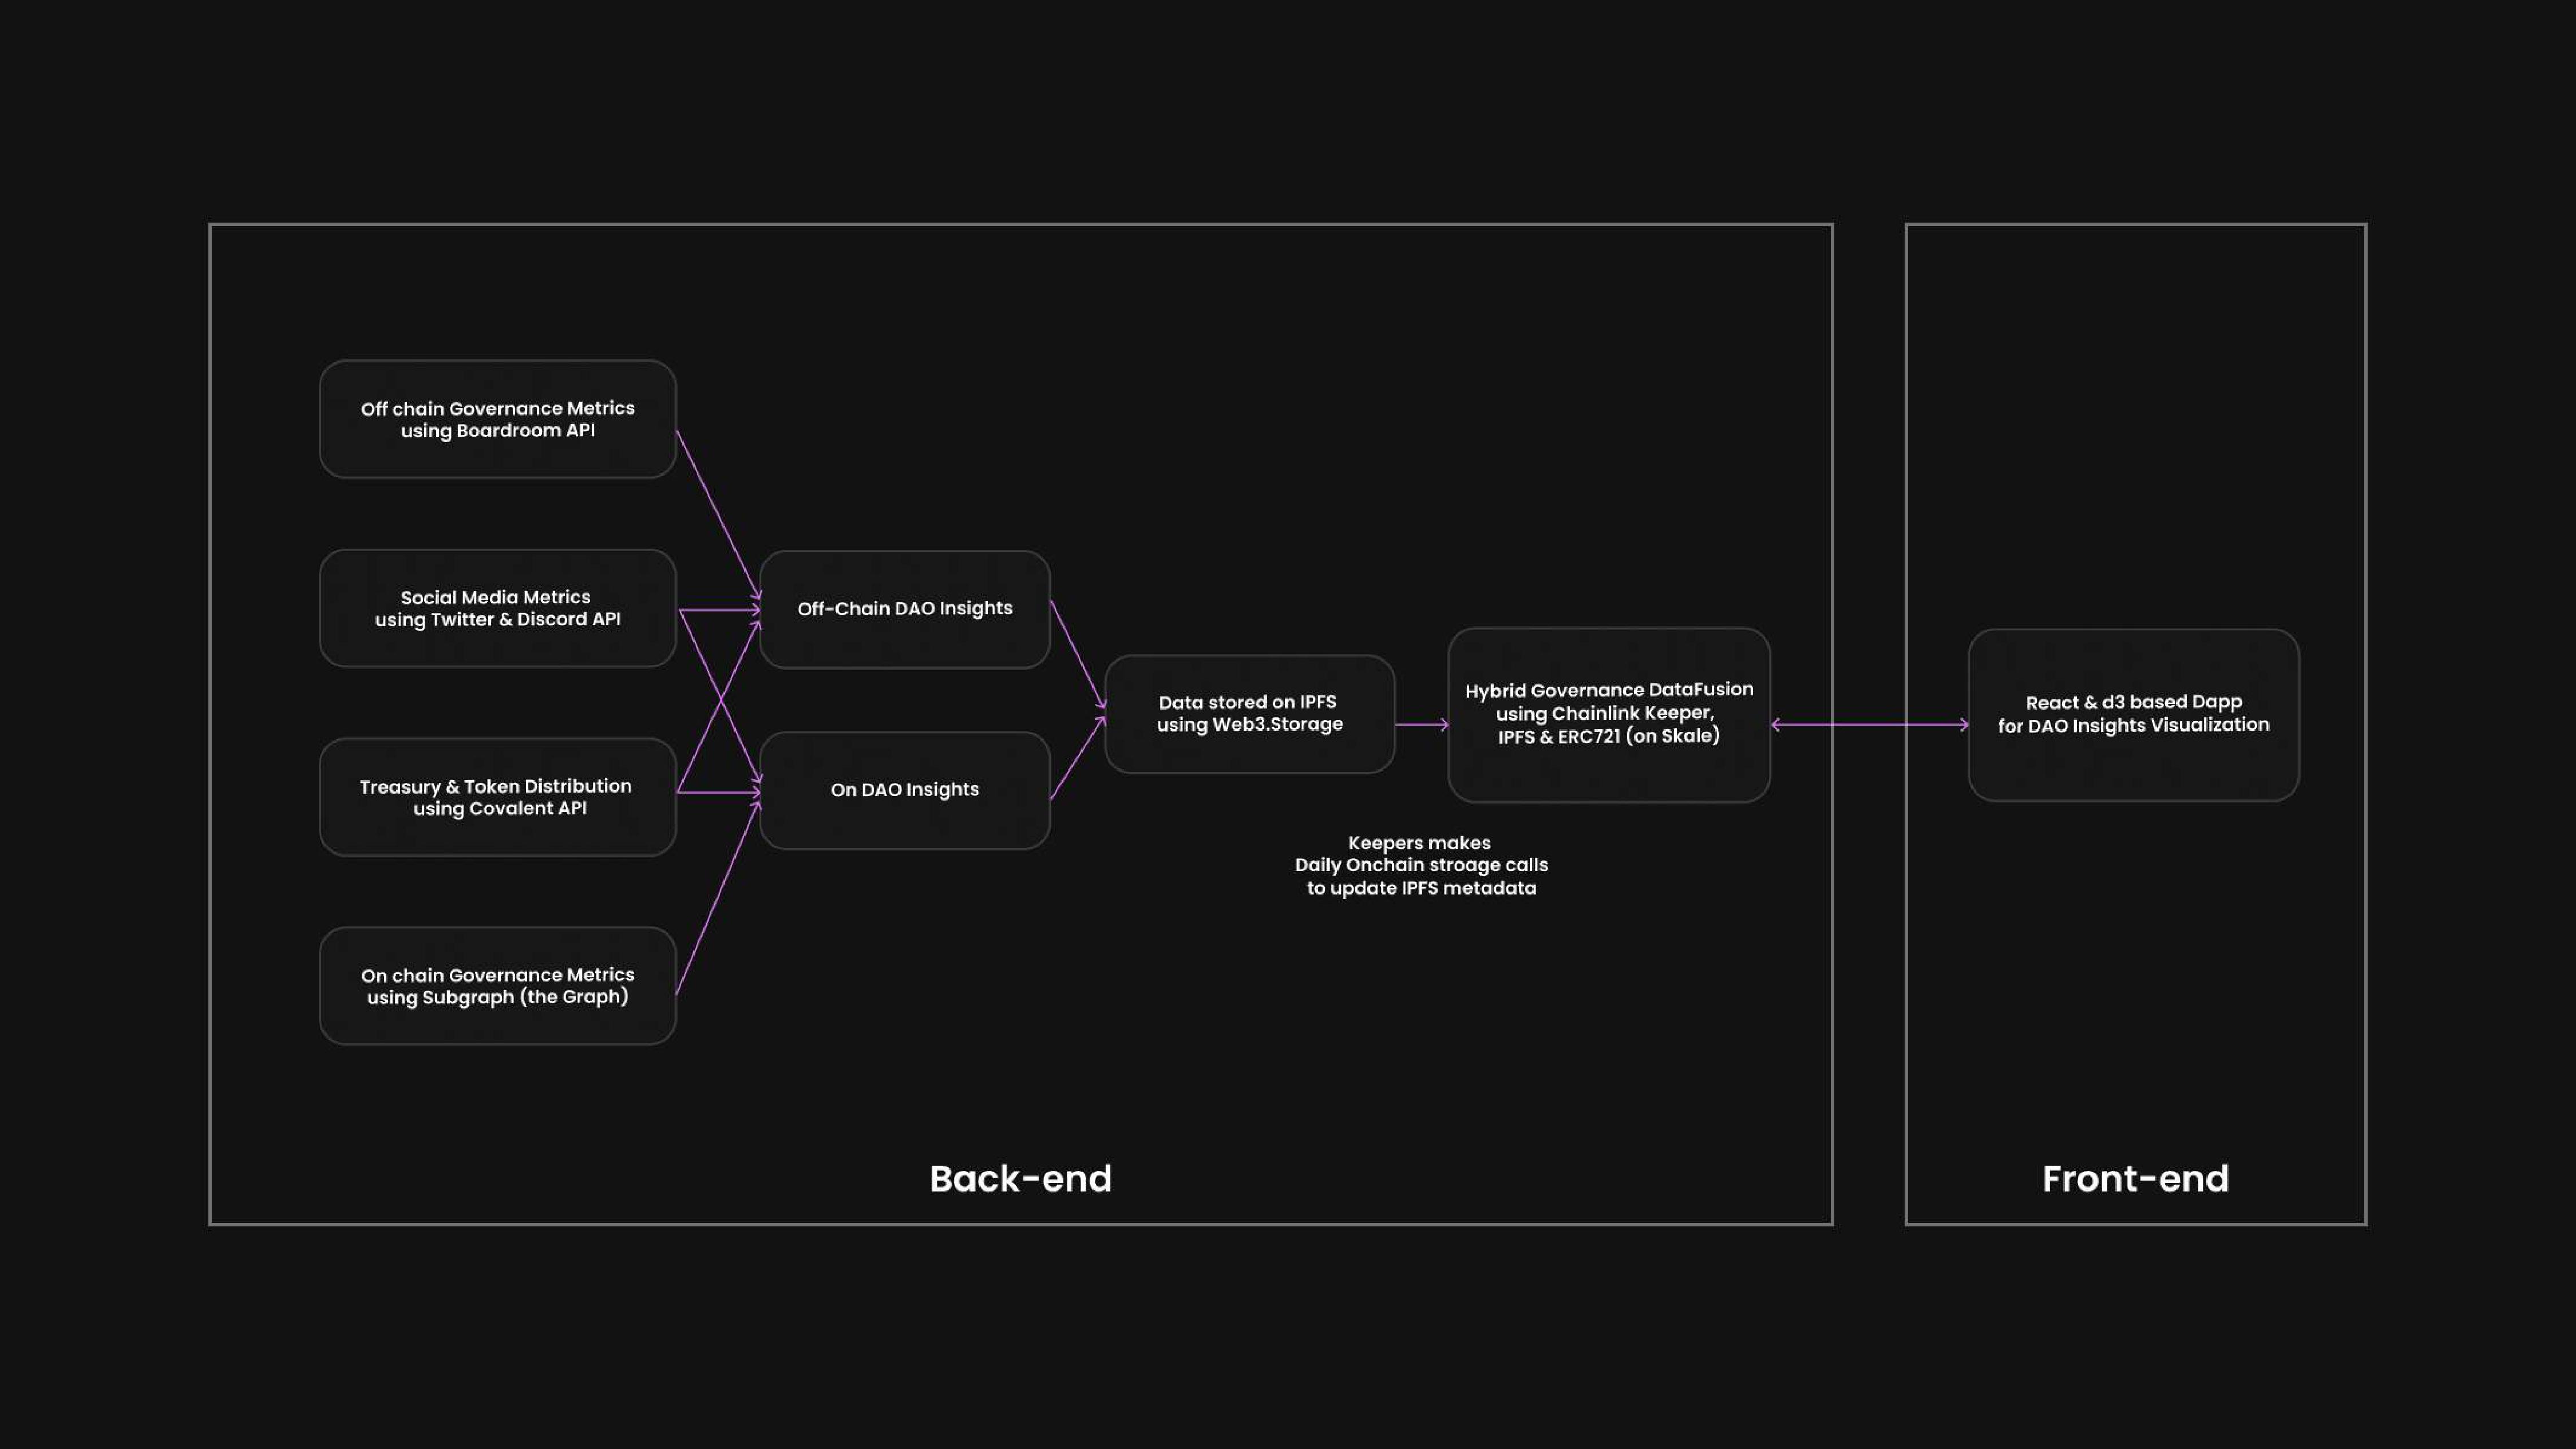 Off chain Governance Metrics
using Boardroom API
Social Media Metrics
using Twitter & Discord API
Treasury & Token Distribution
using Covalent API
On chain Governance Metrics
using Subgraph (the Graph)
Off-Chain DAO Insights
On DAO Insights
Data stored on IPFS
using Web3.Storage
Hybrid Governance DataFusion
using Chainlink Keeper,
IPFS & ERC721 (on Skale)
Keepers makes
Daily Onchain stroage calls
to update IPFS metadata
Back-end
React & d3 based Dapp
for DAO Insights Visualization
Front-end